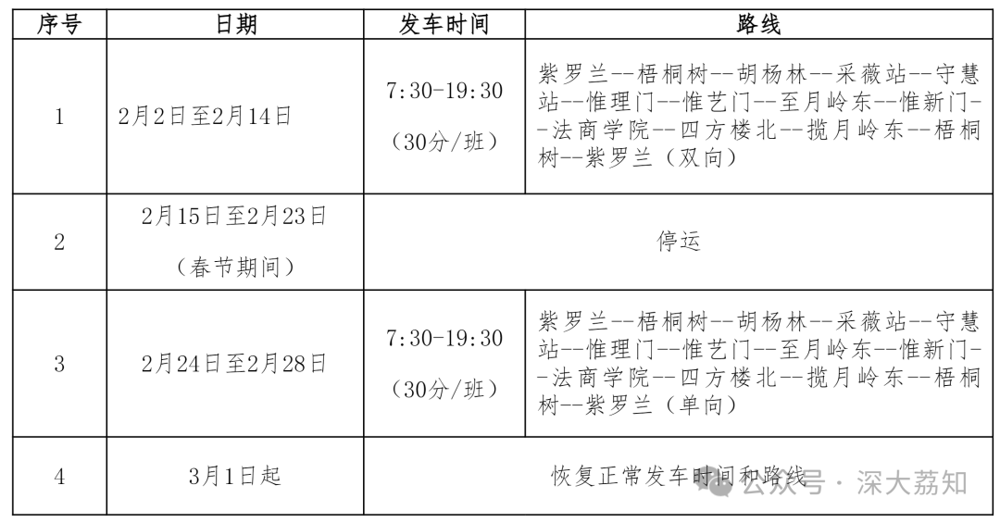 序号 日期 发车时间 路线
1 2月2日至2月14日
7:30-19:30
（30分/班）
紫罗兰--梧桐树--胡杨林--采薇站--守慧
站--惟理门--惟艺门--至月岭东--惟新门-
-法商学院--四方楼北--揽月岭东--梧桐
树--紫罗兰（双向）
2
2月15日至2月23日
（春节期间）
停运
3 2月24日至2月28日
7:30-19:30
（30分/班）
紫罗兰--梧桐树--胡杨林--采薇站--守慧
站--惟理门--惟艺门--至月岭东--惟新门-
-法商学院--四方楼北--揽月岭东--梧桐
树--紫罗兰（单向）
4 3月1日起 恢复正常发车时间和路线
公众号·深大荔知